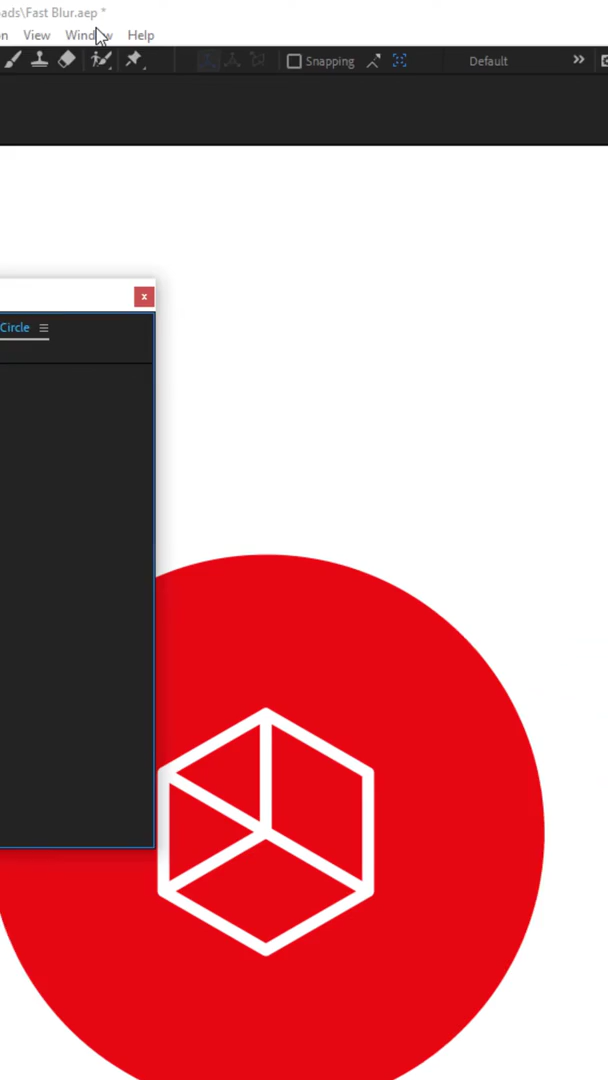 ads\Fast Blur.aep *
n View Window Help
Snapping Default »
Circle
x